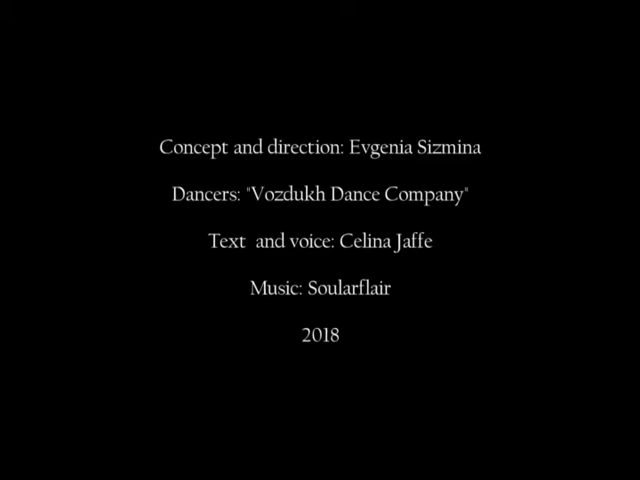 Concept and direction: Evgenia Sizmina
Dancers: "Vozdukh Dance Company"
Text and voice: Celina Jaffe
Music: Soularflair
2018